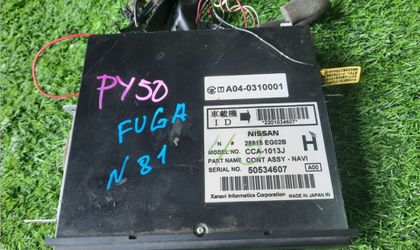 PY50
FUGA
N81
A04-0310001
車載機
ID
*2201034607*
NISSAN
N # 25915 EG02B
MODEL NO. CCA-1013J
PART NAME CONT ASSY - NAVI
SERIAL NO. 50534607
H
A00
Xanavi Informatics Corporation MADE IN JAPAN